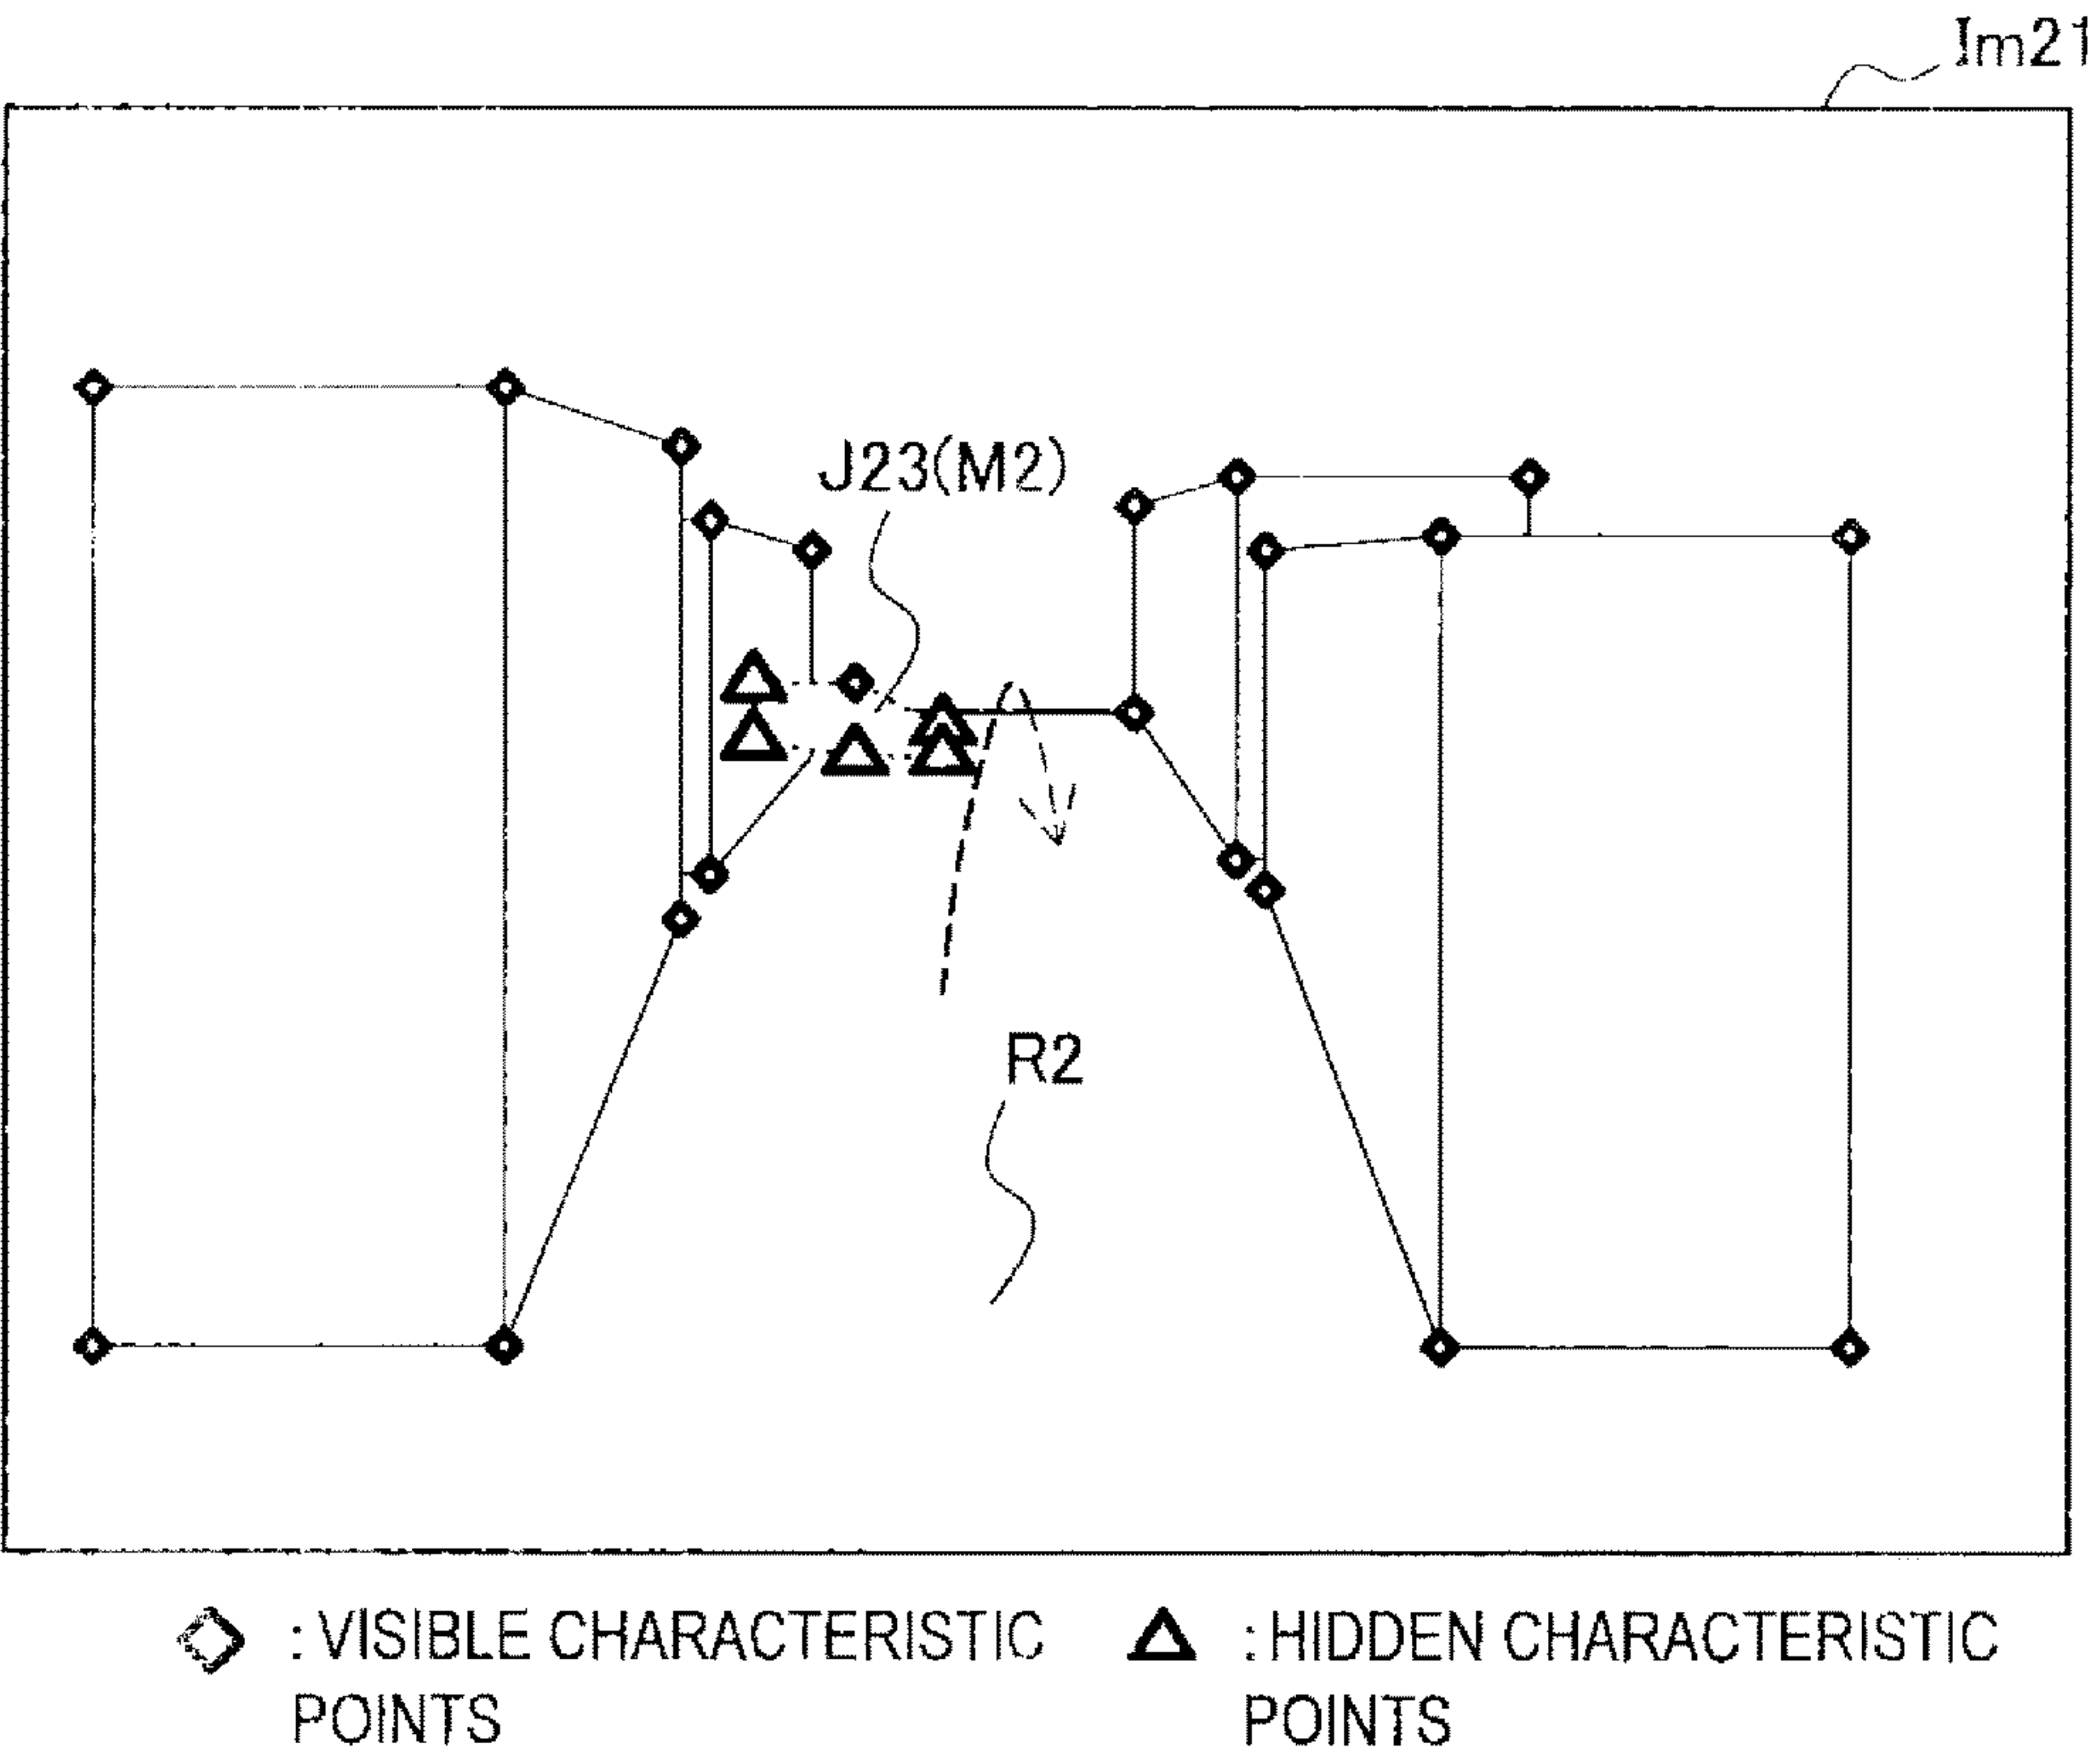 Im21
J23(M2)
R2
: VISIBLE CHARACTERISTIC
POINTS
: HIDDEN CHARACTERISTIC
POINTS